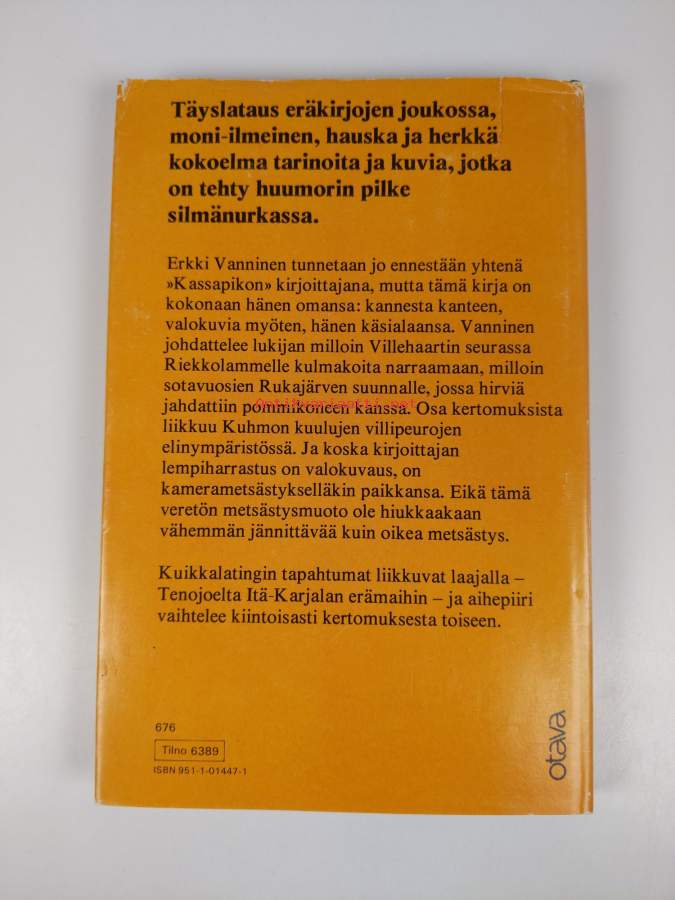 Täyslataus eräkirjojen joukossa,
moni-ilmeinen, hauska ja herkkä
kokoelma tarinoita ja kuvia, jotka
on tehty huumorin pilke
silmänurkassa.
Erkki Vanninen tunnetaan jo ennestään yhtenä
»Kassapikon» kirjoittajana, mutta tämä kirja on
kokonaan hänen omansa: kannesta kanteen,
valokuvia myöten, hänen käsialaansa. Vanninen
johdattelee lukijan milloin Villehaartin seurassa
Riekkolammelle kulmakoita narraamaan, milloin
sotavuosien Rukajärven suunnalle, jossa hirviä
Antikvariaatti.net
jahdattiin pommikoneen kanssa. Osa kertomuksista
liikkuu Kuhmon kuulujen villipeurojen
elinympäristössä. Ja koska kirjoittajan
lempiharrastus on valokuvaus, on
kamerametsästykselläkin paikkansa. Eikä tämä
veretön metsästysmuoto ole hiukkaakaan
vähemmän jännittävää kuin oikea metsästys.
Kuikkalatingin tapahtumat liikkuvat laajalla –
Tenojoelta Itä-Karjalan erämaihin – ja aihepiiri
vaihtelee kiintoisasti kertomuksesta toiseen.
676
Tilno 6389
ISBN 951-1-01447-1
otava